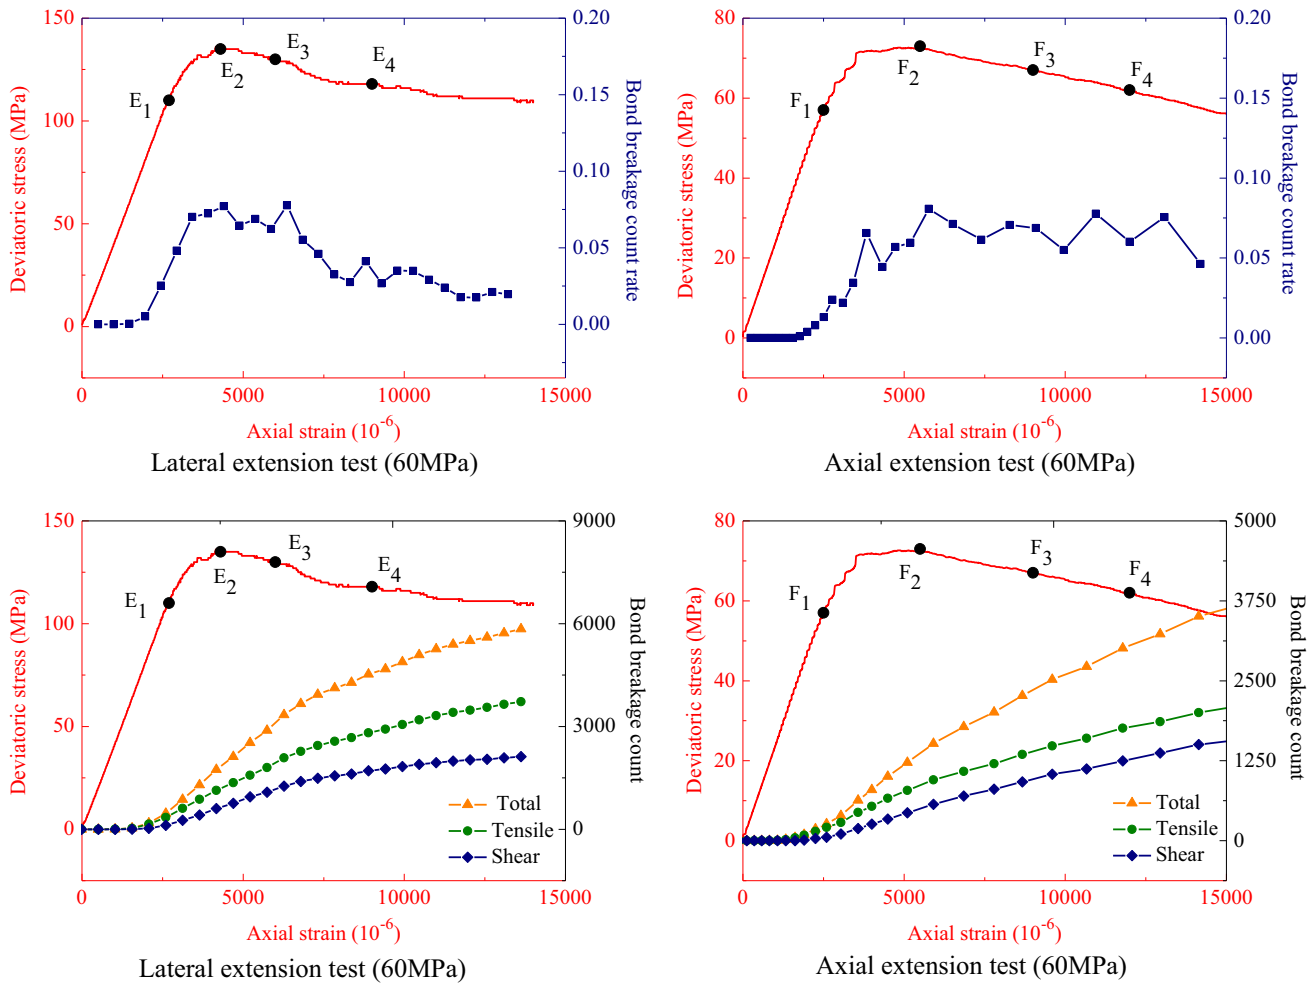 150
100
50
0
Deviatoric stress (MPa)
E1
E2
E3
E4
0.20
0.15
0.10
0.05
0.00
Bond breakage count rate
0
5000
10000
15000
Axial strain (10-6)
Lateral extension test (60MPa)
80
60
40
20
0
Deviatoric stress (MPa)
F1
F2
F3
F4
0.20
0.15
0.10
0.05
0.00
Bond breakage count rate
0
5000
10000
15000
Axial strain (10-6)
Axial extension test (60MPa)
150
100
50
0
Deviatoric stress (MPa)
E1
E2
E3
E4
9000
6000
3000
0
Bond breakage count
Total
Tensile
Shear
0
5000
10000
15000
Axial strain (10-6)
Lateral extension test (60MPa)
80
60
40
20
0
Deviatoric stress (MPa)
F1
F2
F3
F4
5000
3750
2500
1250
0
Bond breakage count
Total
Tensile
Shear
0
5000
10000
15000
Axial strain (10-6)
Axial extension test (60MPa)